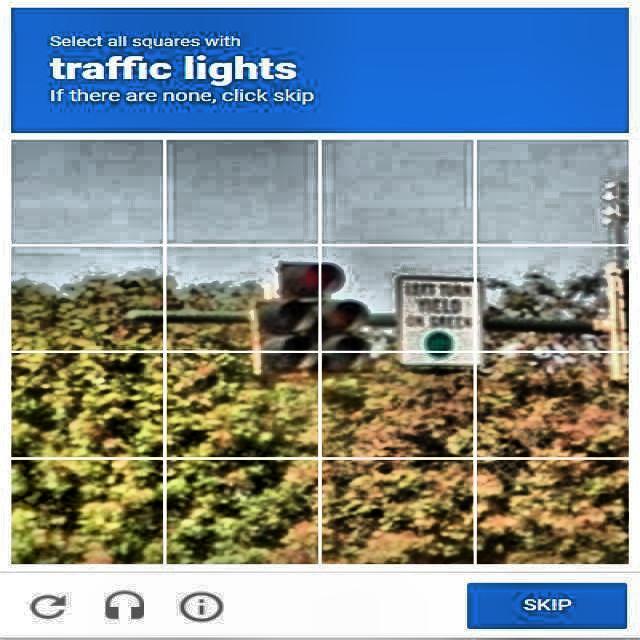 Select all squares with
traffic lights
If there are none, click skip
LEFT TURN
YIELD
ON GREEN
SKIP